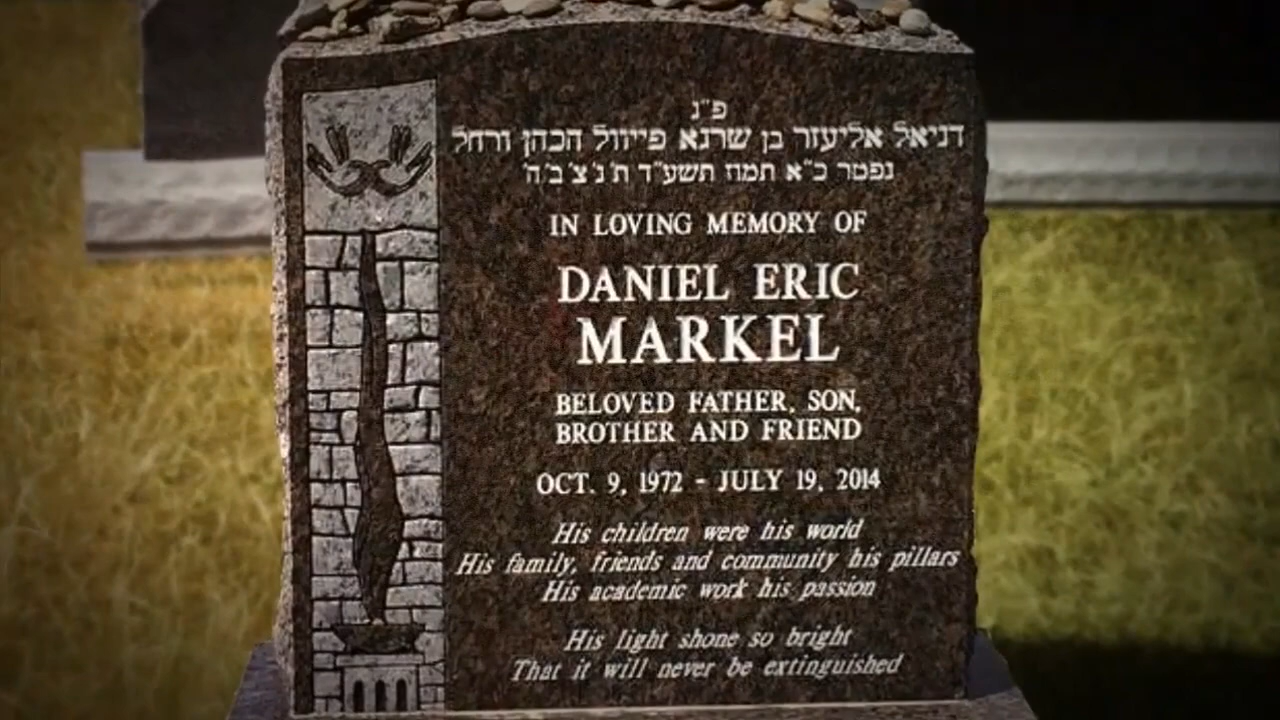 פ"נ
דניאל אליעזר בן שרגא פייוול הכהן ורחל
נפטר כ"א תמוז תשע"ד ת'נ'צ'ב'ה'
IN LOVING MEMORY OF
DANIEL ERIC
MARKEL
BELOVED FATHER, SON,
BROTHER AND FRIEND
OCT. 9, 1972 - JULY 19, 2014
His children were his world
His family, friends and community his pillars
His academic work his passion
His light shone so bright
That it will never be extinguished